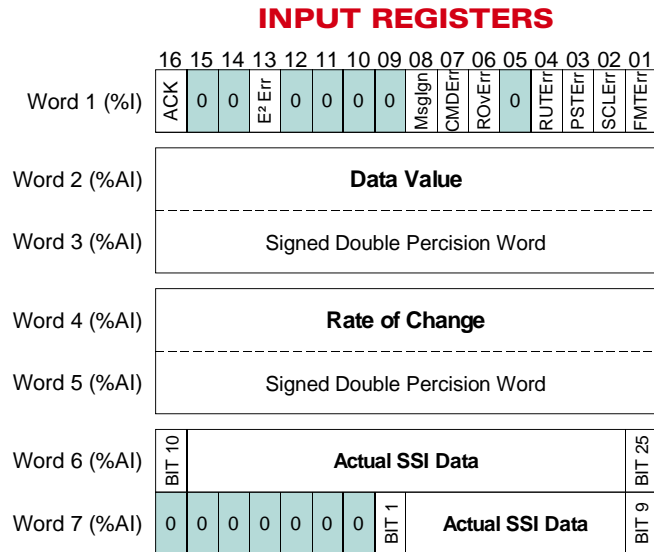 INPUT REGISTERS
16 15 14 13 12 11 10 09 08 07 06 05 04 03 02 01
Word 1 (%I) ACK 0 0 E² Err 0 0 0 0 MsgIgn CMDErr ROvErr 0 RUTErr PSTErr SCLErr FMTErr
Word 2 (%AI) Data Value
Word 3 (%AI) Signed Double Percision Word
Word 4 (%AI) Rate of Change
Word 5 (%AI) Signed Double Percision Word
Word 6 (%AI) BIT 10 Actual SSI Data BIT 25
Word 7 (%AI) 0 0 0 0 0 0 0 BIT 1 Actual SSI Data BIT 9